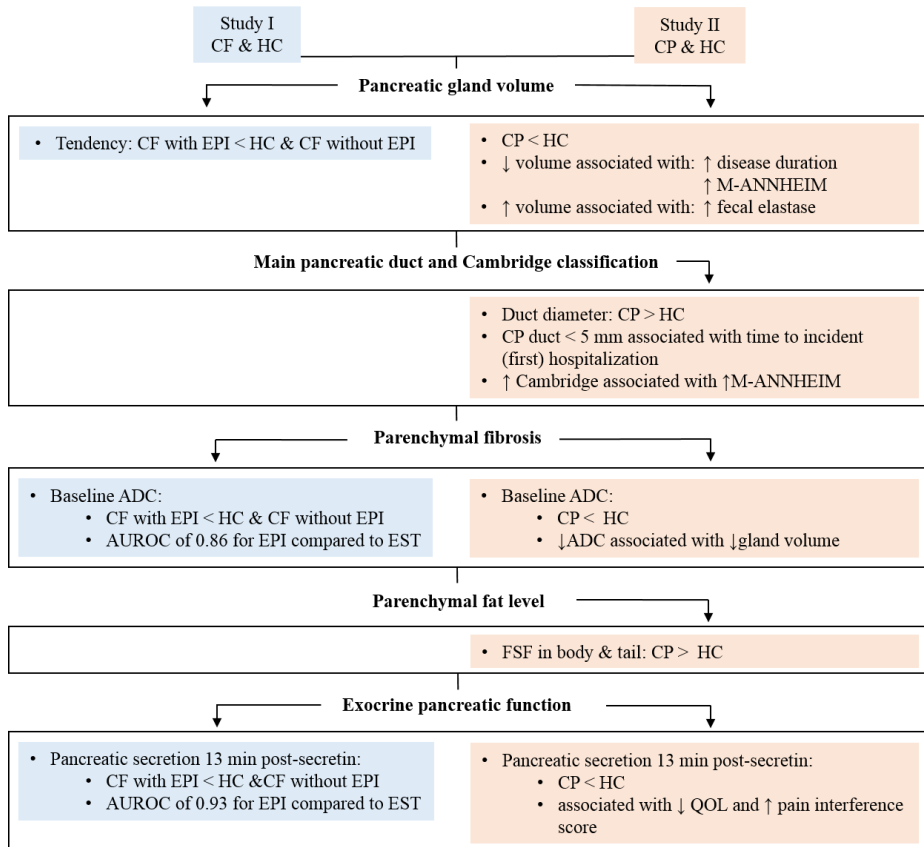 Study I
CF & HC
Study II
CP & HC
Pancreatic gland volume
• Tendency: CF with EPI < HC & CF without EPI
• CP < HC
• ↓ volume associated with: ↑ disease duration
↑ M-ANNHEIM
• ↑ volume associated with: ↑ fecal elastase
Main pancreatic duct and Cambridge classification
• Duct diameter: CP > HC
• CP duct < 5 mm associated with time to incident
(first) hospitalization
• ↑ Cambridge associated with ↑M-ANNHEIM
Parenchymal fibrosis
• Baseline ADC:
• CF with EPI < HC & CF without EPI
• AUROC of 0.86 for EPI compared to EST
• Baseline ADC:
• CP < HC
• ↓ADC associated with ↓gland volume
Parenchymal fat level
• FSF in body & tail: CP > HC
Exocrine pancreatic function
• Pancreatic secretion 13 min post-secretin:
• CF with EPI < HC &CF without EPI
• AUROC of 0.93 for EPI compared to EST
• Pancreatic secretion 13 min post-secretin:
• CP < HC
• associated with ↓ QOL and ↑ pain interference
score